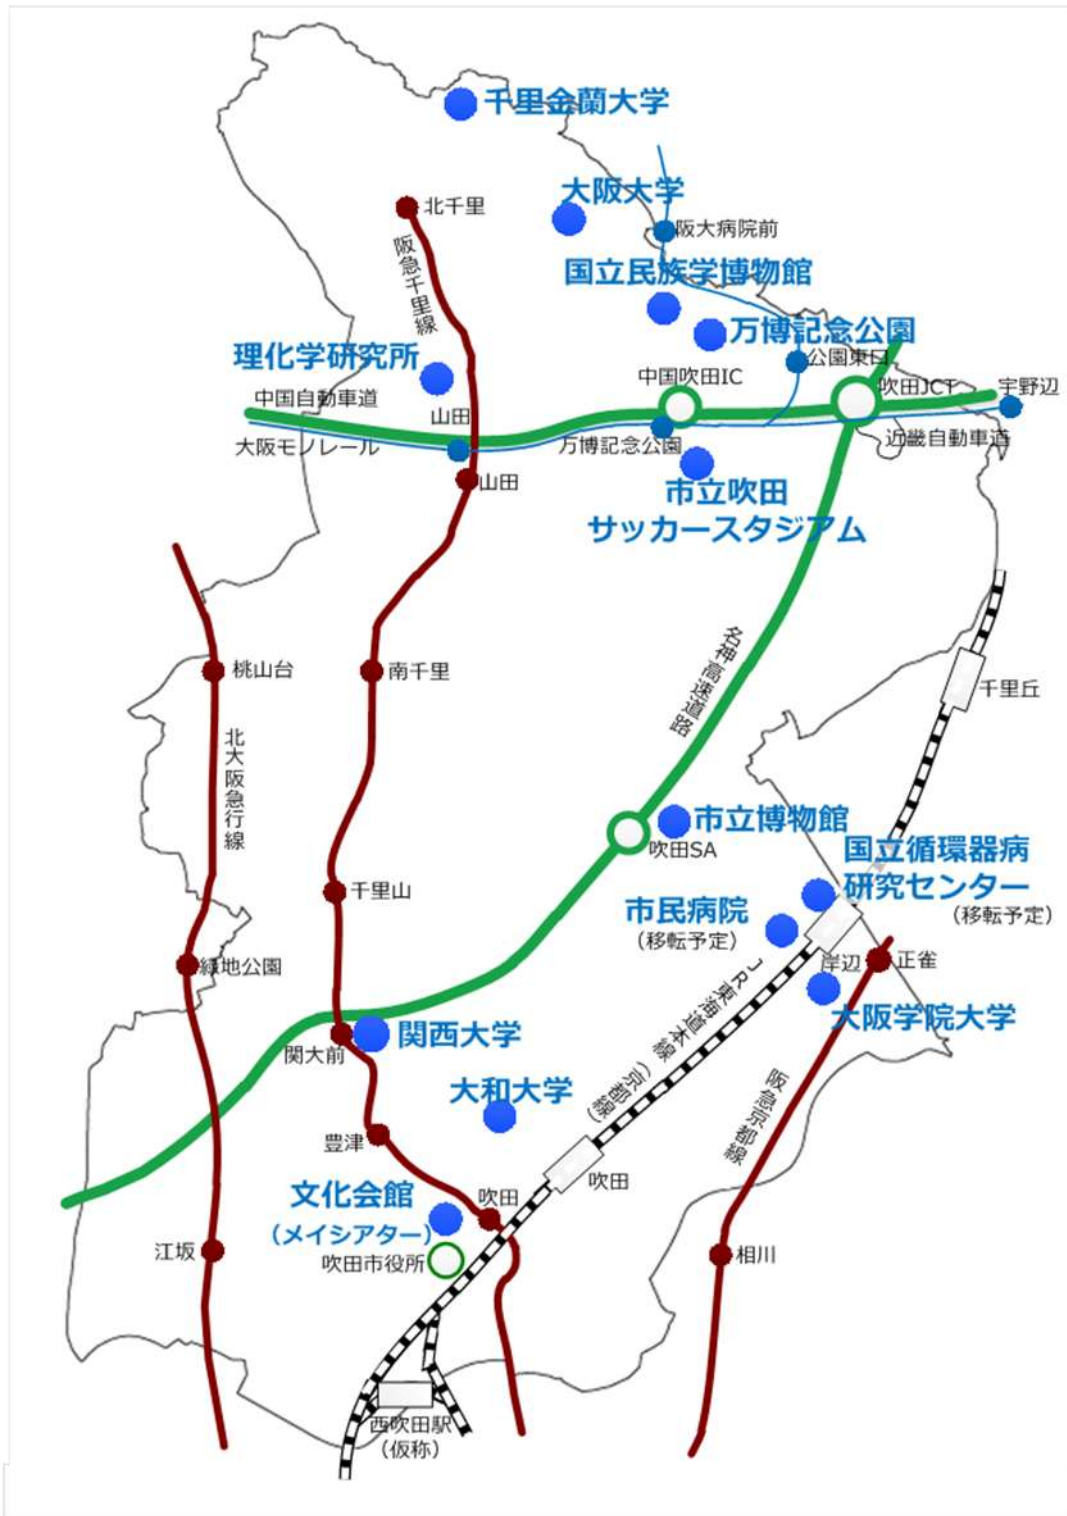 千里金蘭大学
大阪大学
北千里
阪大病院前
阪急千里線
国立民族学博物館
万博記念公園
理化学研究所
公園東口
中国吹田IC
吹田JCT
宇野辺
中国自動車道
山田
大阪モノレール
万博記念公園
近畿自動車道
山田
市立吹田
サッカースタジアム
名神高速道路
桃山台
南千里
千里丘
北大阪急行線
市立博物館
吹田SA
国立循環器病
研究センター
(移転予定)
千里山
市民病院
(移転予定)
緑地公園
岸辺
正雀
JR東海道本線(京都線)
大阪学院大学
関西大学
関大前
大和大学
阪急京都線
豊津
吹田
文化会館
(メイシアター)
吹田
吹田市役所
江坂
相川
西吹田駅
(仮称)